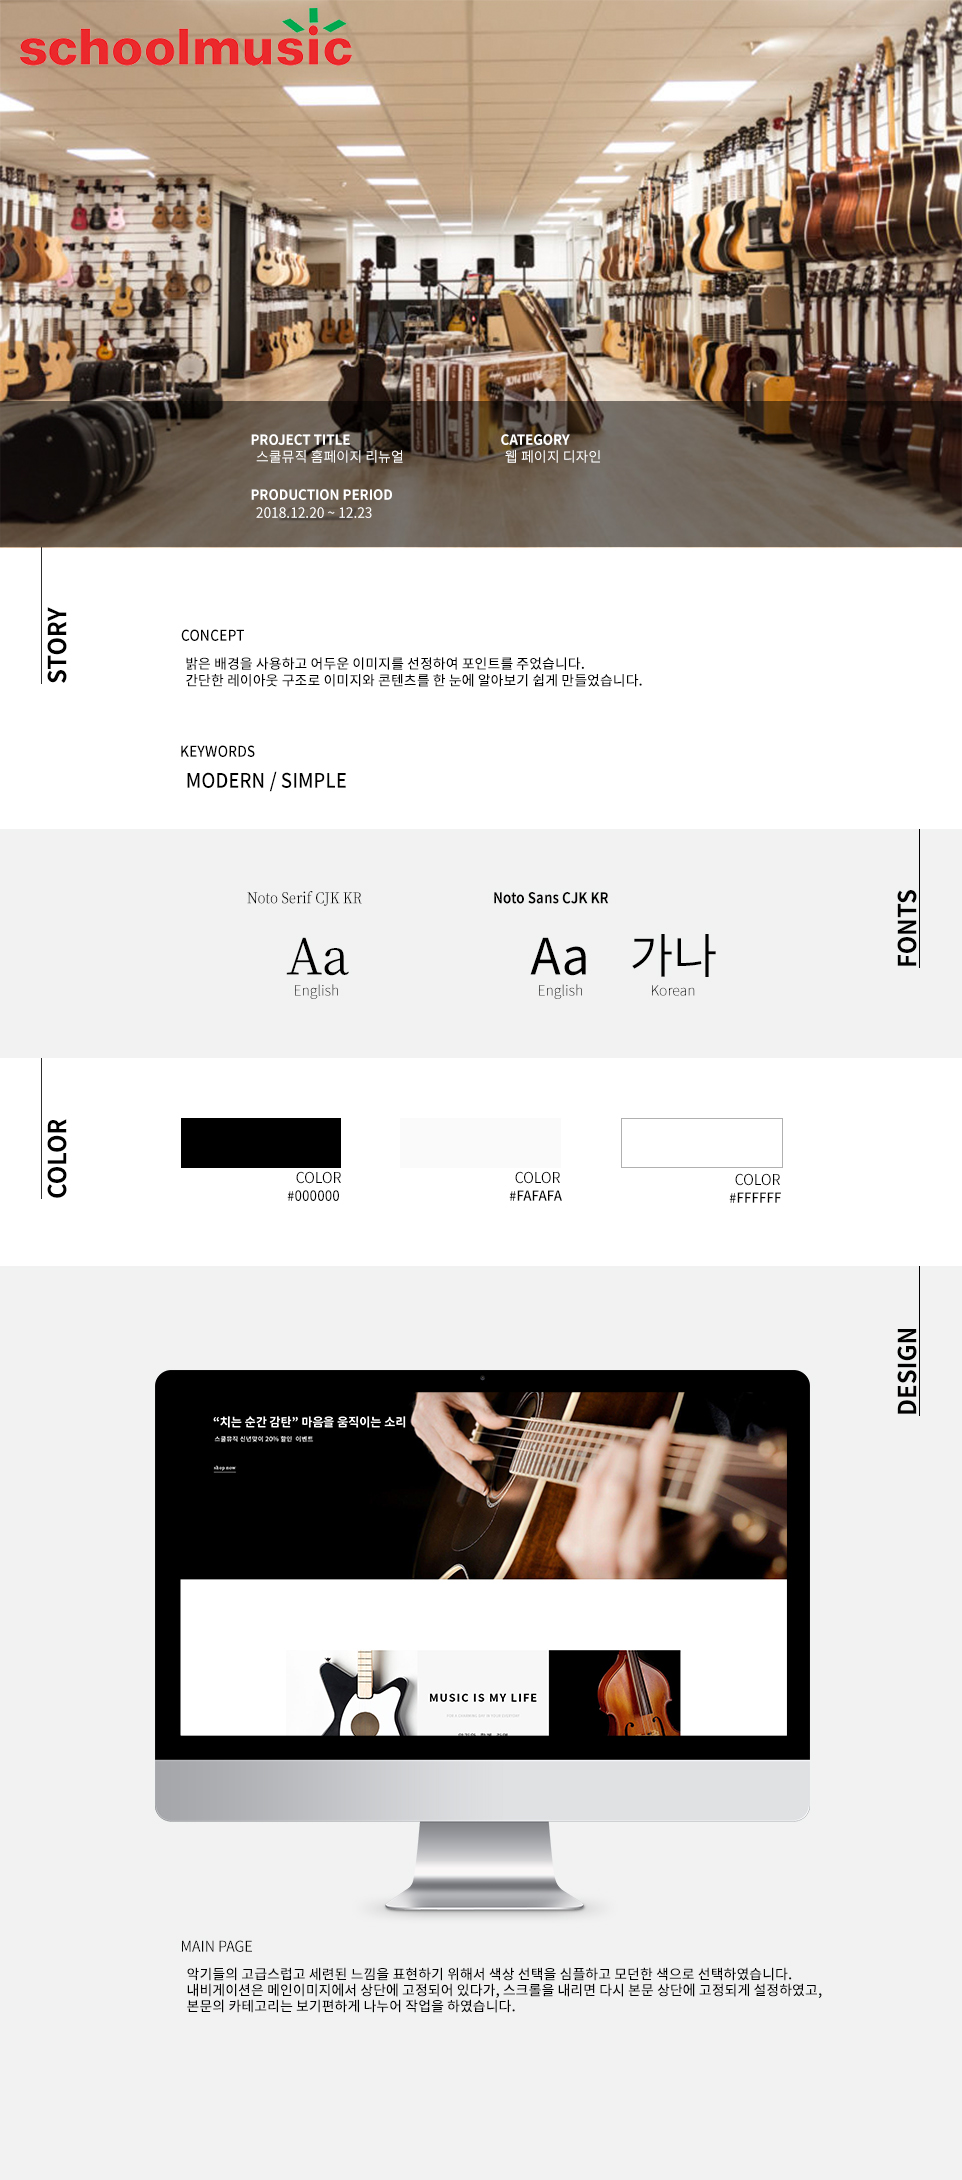 schoolmusic
PROJECT TITLE
스쿨뮤직 홈페이지 리뉴얼
CATEGORY
웹 페이지 디자인
PRODUCTION PERIOD
2018.12.20 ~ 12.23
STORY
CONCEPT
밝은 배경을 사용하고 어두운 이미지를 선정하여 포인트를 주었습니다.
간단한 레이아웃 구조로 이미지와 콘텐츠를 한 눈에 알아보기 쉽게 만들었습니다.
KEYWORDS
MODERN / SIMPLE
FONTS
Noto Serif CJK KR
Aa
English
Noto Sans CJK KR
Aa
English
가나
Korean
COLOR
COLOR
#000000
COLOR
#FAFAFA
COLOR
#FFFFFF
DESIGN
“치는 순간 감탄” 마음을 움직이는 소리
스쿨뮤직 신년맞이 20% 할인 이벤트
shop now
MUSIC IS MY LIFE
MAIN PAGE
악기들의 고급스럽고 세련된 느낌을 표현하기 위해서 색상 선택을 심플하고 모던한 색으로 선택하였습니다.
내비게이션은 메인이미지에서 상단에 고정되어 있다가, 스크롤을 내리면 다시 본문 상단에 고정되게 설정하였고,
본문의 카테고리는 보기편하게 나누어 작업을 하였습니다.